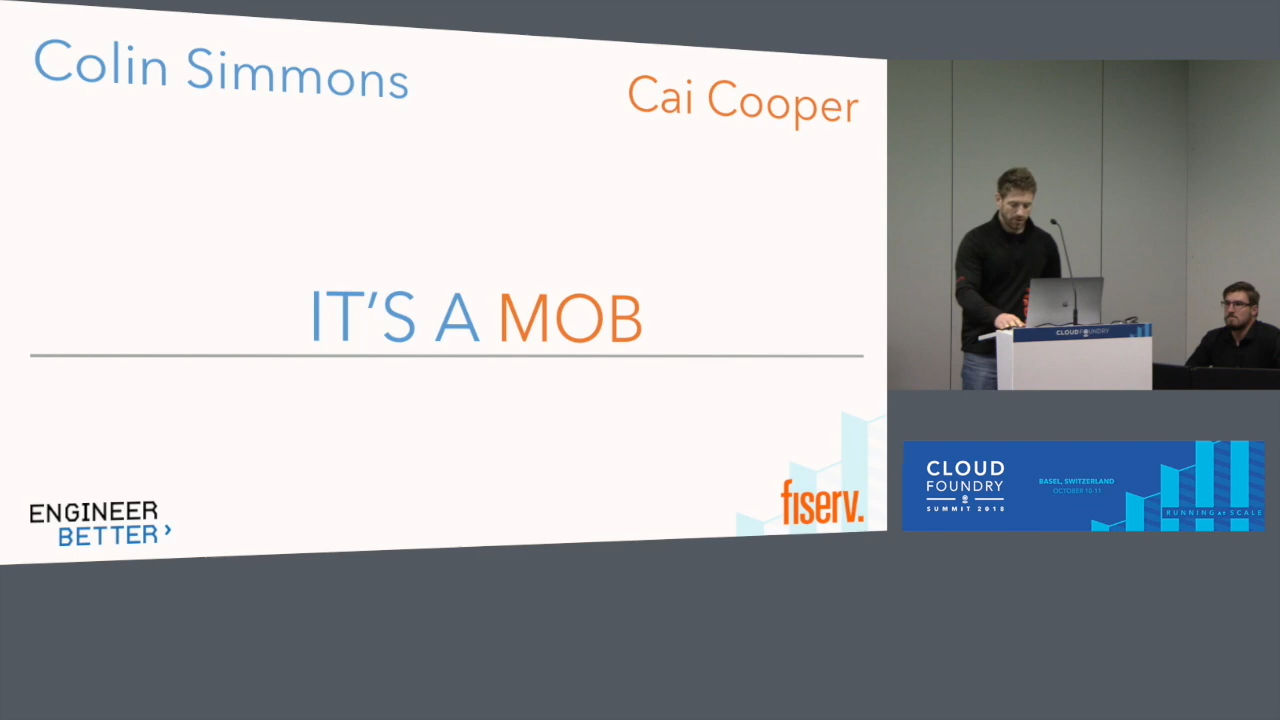 Colin Simmons
Cai Cooper
IT'S A MOB
ENGINEER
BETTER
fiserv.
CLOUD FOUNDRY
CLOUD
FOUNDRY
SUMMIT 2018
BASEL, SWITZERLAND
OCTOBER 10-11
RUNNING AT SCALE